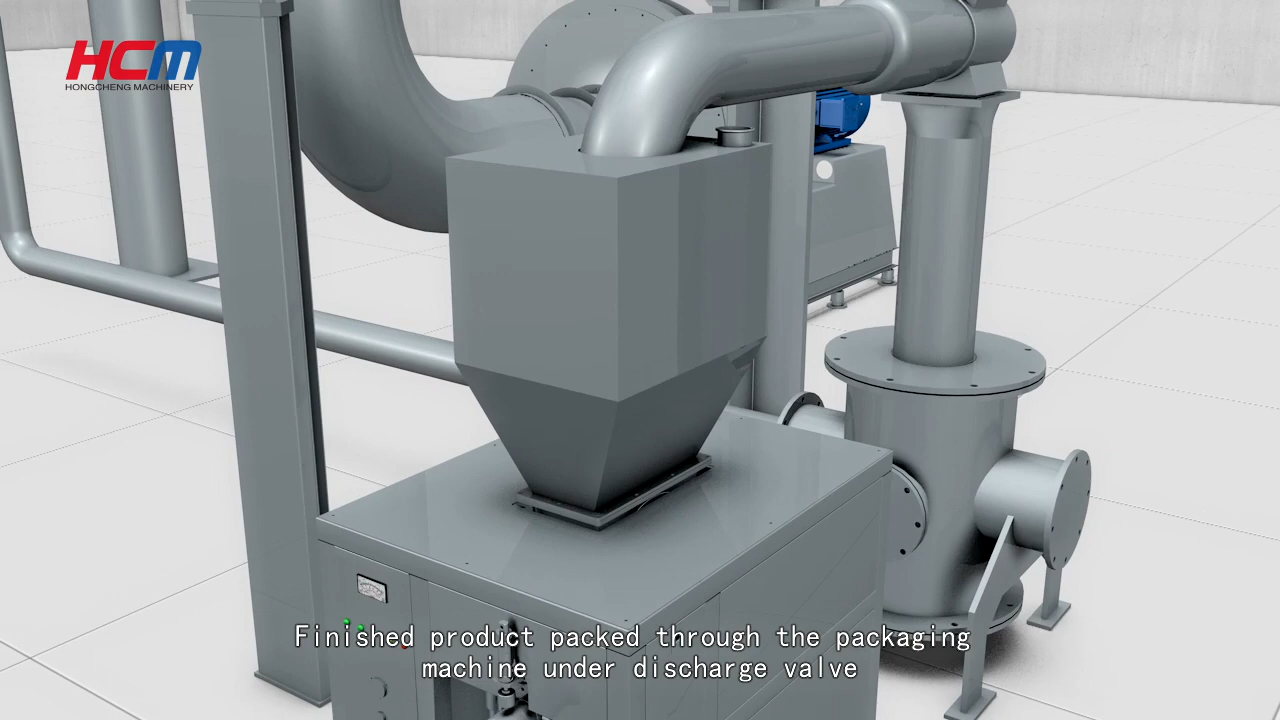 HCM
HONGCHENG MACHINERY
Finished product packed through the packaging
machine under discharge valve